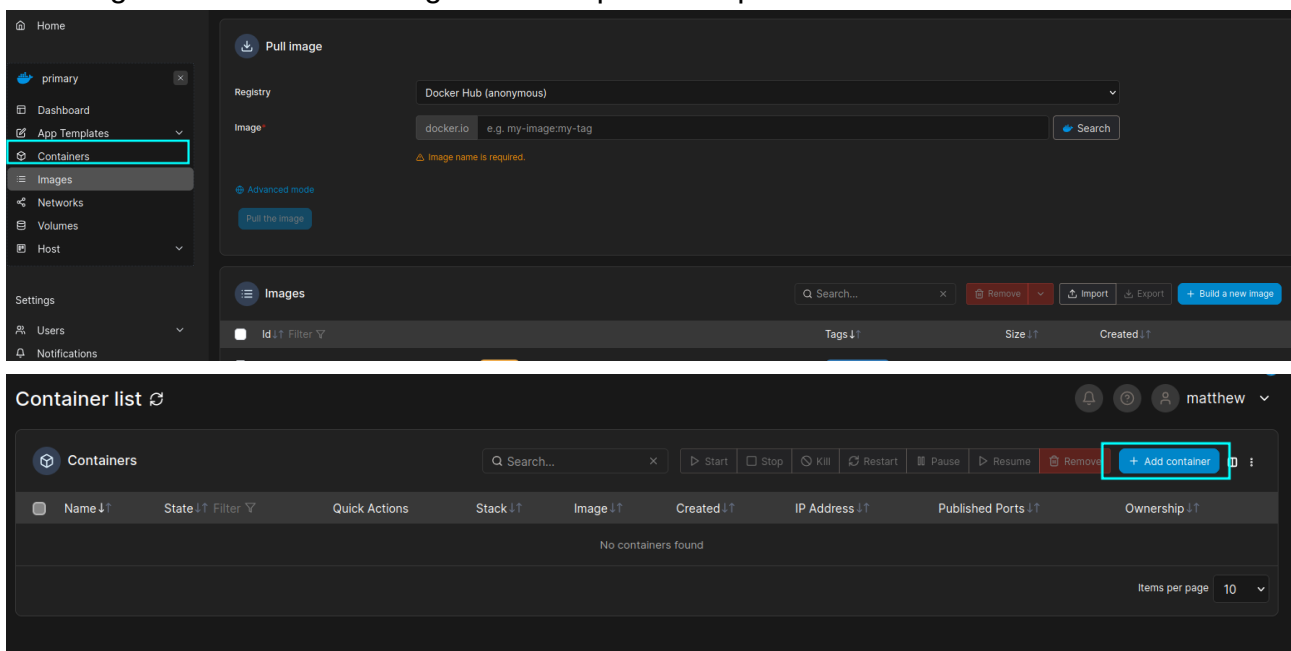 Home
Pull image
primary
Registry
Docker Hub (anonymous)
Dashboard
App Templates
Image*
docker.io e.g. my-image:my-tag Search
Containers
Image name is required.
Images
Advanced mode
Networks
Pull the image
Volumes
Host
Settings
Images
Search... Remove Import Export + Build a new image
Users
Id Filter Tags Size Created
Notifications
Container list
matthew
Containers
Search... Start Stop Kill Restart Pause Resume Remove + Add container
Name State Filter Quick Actions Stack Image Created IP Address Published Ports Ownership
No containers found
Items per page 10